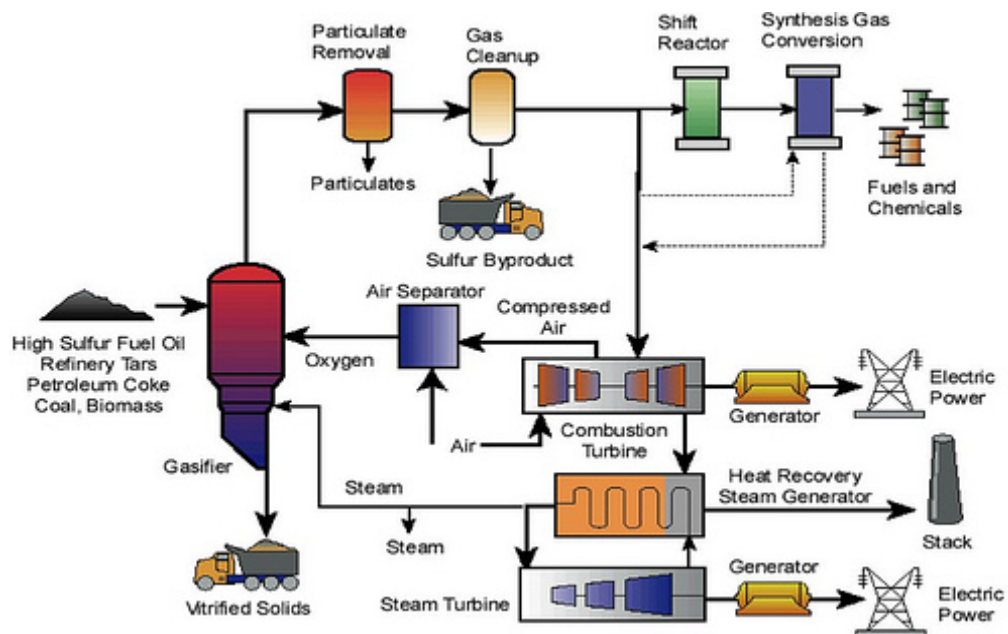 Particulate
Removal
Gas
Cleanup
Shift
Reactor
Synthesis Gas
Conversion
Particulates
Fuels and
Chemicals
Sulfur Byproduct
Air Separator
Compressed
Air
High Sulfur Fuel Oil
Refinery Tars
Petroleum Coke
Coal, Biomass
Oxygen
Electric
Power
Generator
Air
Combustion
Turbine
Gasifier
Heat Recovery
Steam Generator
Steam
Steam
Stack
Generator
Vitrified Solids
Steam Turbine
Electric
Power